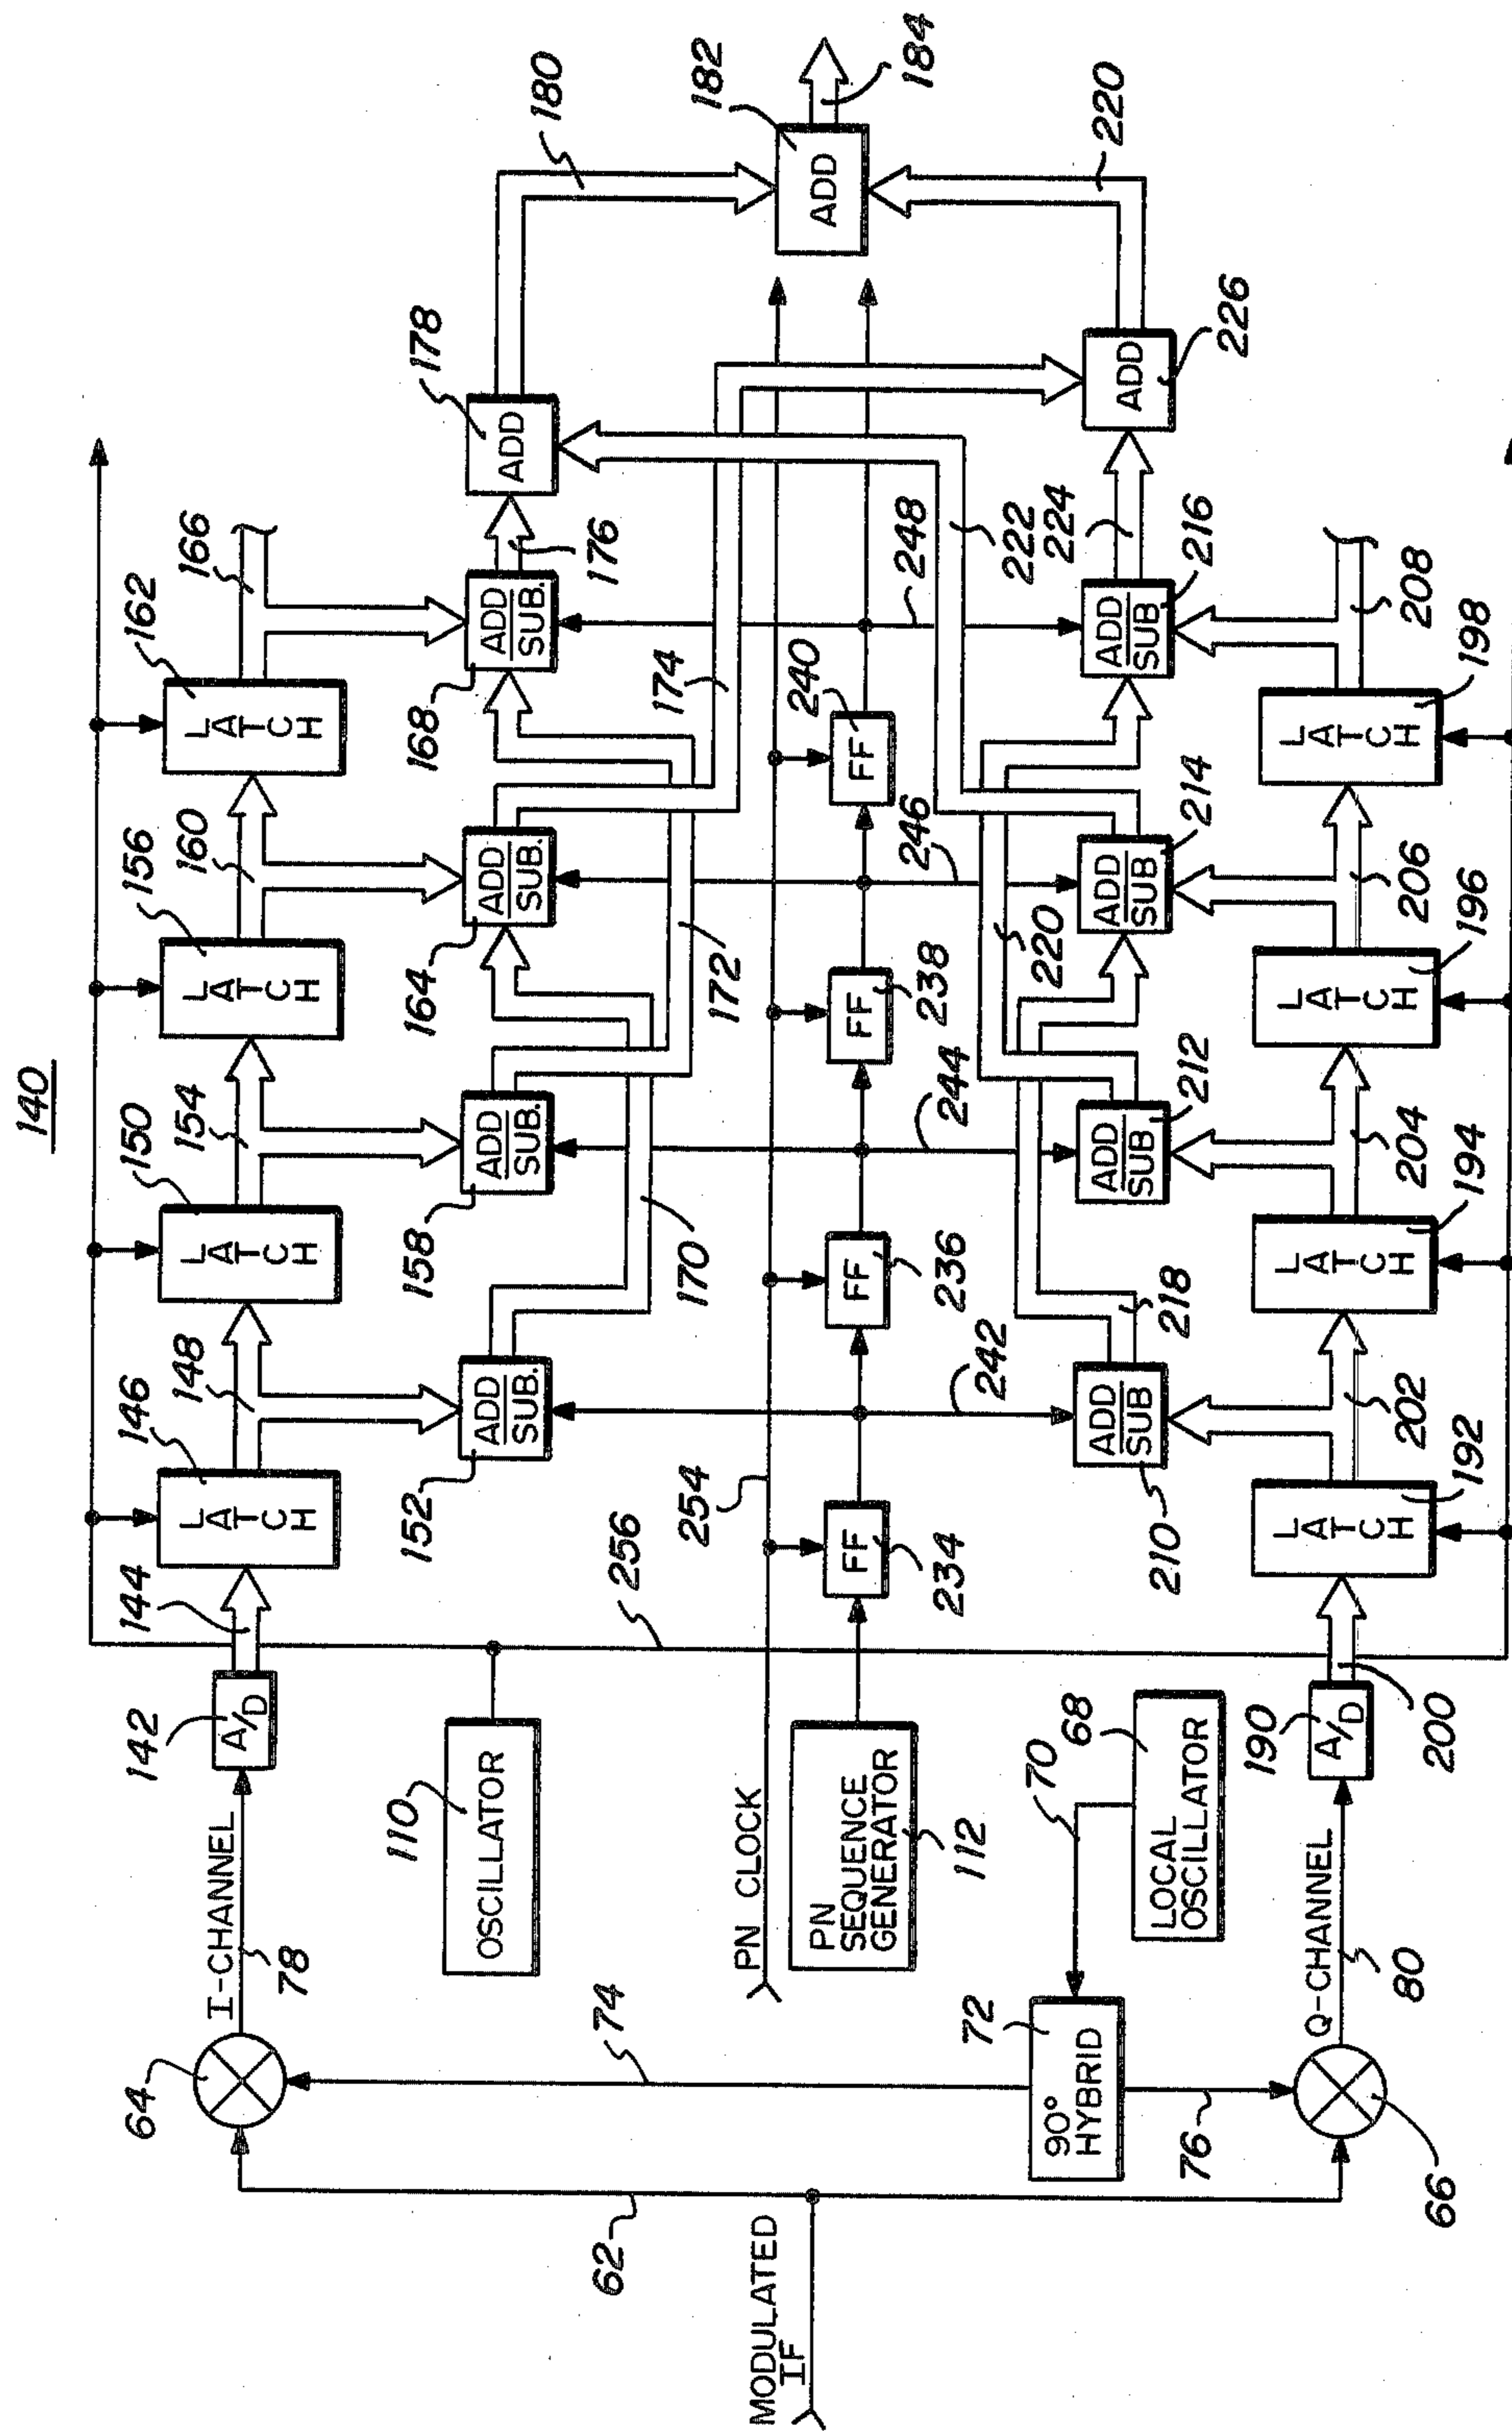 140
MODULATED
IF
62
64
66
I-CHANNEL
78
74
72
90°
HYBRID
76
70
68
LOCAL
OSCILLATOR
Q-CHANNEL
80
142
A/D
144
110
OSCILLATOR
256
PN CLOCK
254
PN
SEQUENCE
GENERATOR
112
190
A/D
200
146
LATCH
148
150
LATCH
154
156
LATCH
160
162
LATCH
166
152
ADD
SUB.
158
ADD
SUB.
164
ADD
SUB.
168
ADD
SUB.
170
172
174
176
178
ADD
180
182
ADD
184
FF
234
FF
236
FF
238
FF
240
242
244
246
248
210
ADD
SUB
218
ADD
SUB
212
220
ADD
SUB
214
222
ADD
SUB
216
224
ADD
226
220
LATCH
192
202
LATCH
194
204
LATCH
196
206
LATCH
198
208